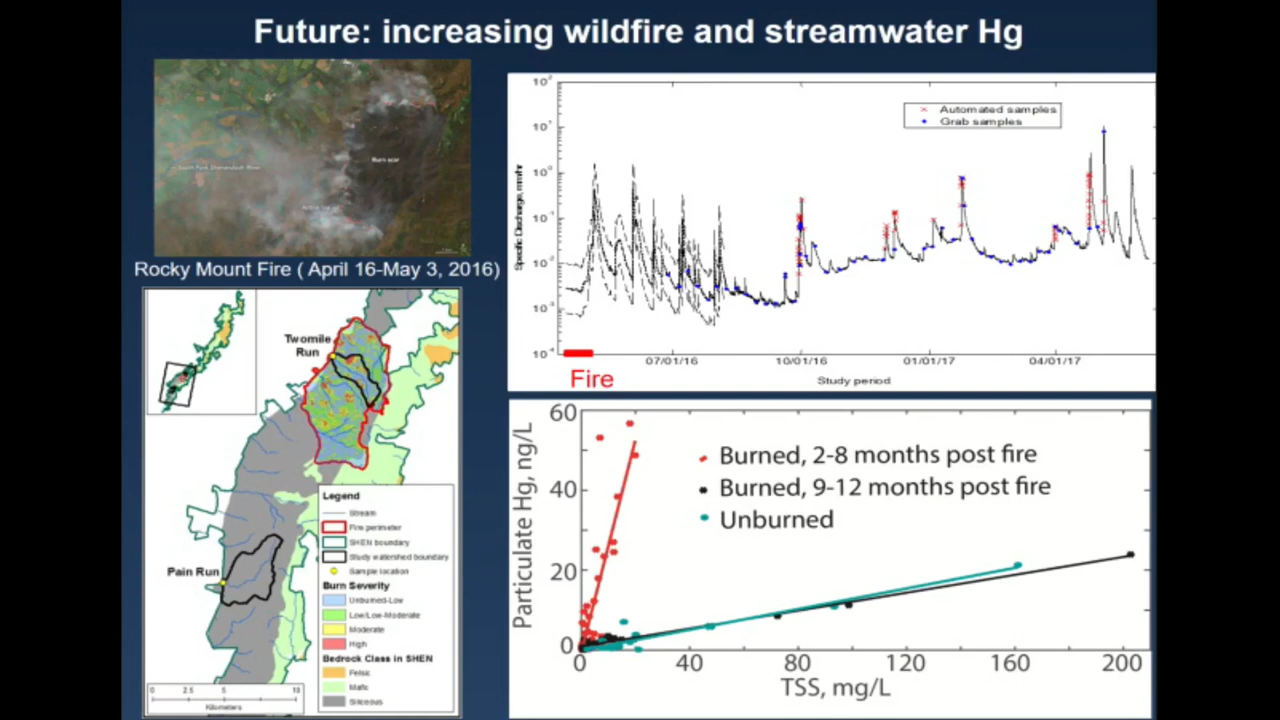 Future: increasing wildfire and streamwater Hg
Burn scar
Rocky Mount Fire ( April 16-May 3, 2016)
Twomile
Run
Pain Run
Legend
Stream
Fire perimeter
SHEN boundary
Study watershed boundary
Sample location
Burn Severity
Unburned-Low
Low/Low-Moderate
Moderate
High
Bedrock Class in SHEN
Felsic
Mafic
Siliceous
0 2.5 5 10
Kilometers
Specific Discharge, mm/hr
10^2
10^1
10^0
10^-1
10^-2
10^-3
10^-4
Automated samples
Grab samples
07/01/16 10/01/16 01/01/17 04/01/17
Study period
Fire
Particulate Hg, ng/L
60
40
20
0
Burned, 2-8 months post fire
Burned, 9-12 months post fire
Unburned
0 40 80 120 160 200
TSS, mg/L